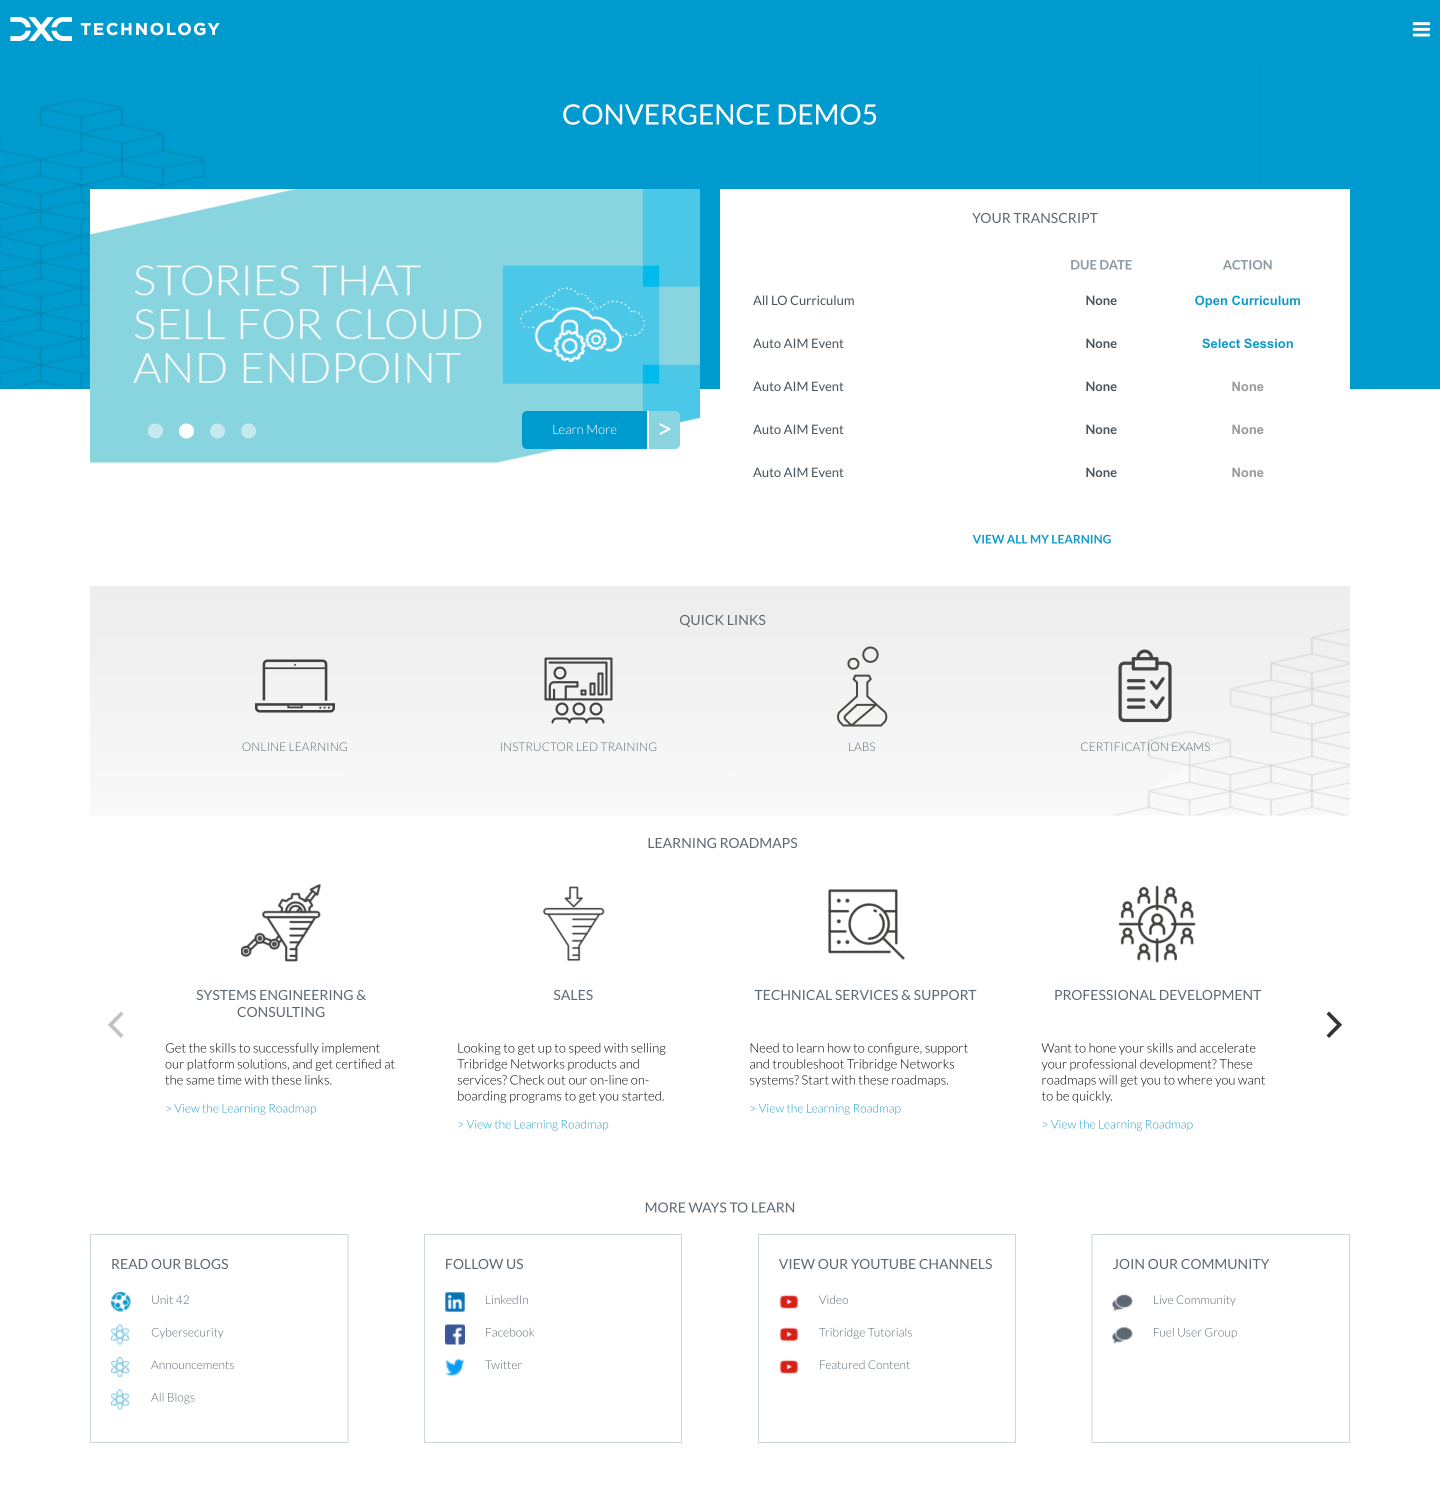 DXC TECHNOLOGY
CONVERGENCE DEMO5
STORIES THAT
SELL FOR CLOUD
AND ENDPOINT
Learn More >
YOUR TRANSCRIPT
DUE DATE ACTION
All LO Curriculum None Open Curriculum
Auto AIM Event None Select Session
Auto AIM Event None None
Auto AIM Event None None
Auto AIM Event None None
VIEW ALL MY LEARNING
QUICK LINKS
ONLINE LEARNING
INSTRUCTOR LED TRAINING
LABS
CERTIFICATION EXAMS
LEARNING ROADMAPS
SYSTEMS ENGINEERING &
CONSULTING
Get the skills to successfully implement
our platform solutions, and get certified at
the same time with these links.
> View the Learning Roadmap
SALES
Looking to get up to speed with selling
Tribridge Networks products and
services? Check out our on-line on-
boarding programs to get you started.
> View the Learning Roadmap
TECHNICAL SERVICES & SUPPORT
Need to learn how to configure, support
and troubleshoot Tribridge Networks
systems? Start with these roadmaps.
> View the Learning Roadmap
PROFESSIONAL DEVELOPMENT
Want to hone your skills and accelerate
your professional development? These
roadmaps will get you to where you want
to be quickly.
> View the Learning Roadmap
MORE WAYS TO LEARN
READ OUR BLOGS
Unit 42
Cybersecurity
Announcements
All Blogs
FOLLOW US
LinkedIn
Facebook
Twitter
VIEW OUR YOUTUBE CHANNELS
Video
Tribridge Tutorials
Featured Content
JOIN OUR COMMUNITY
Live Community
Fuel User Group